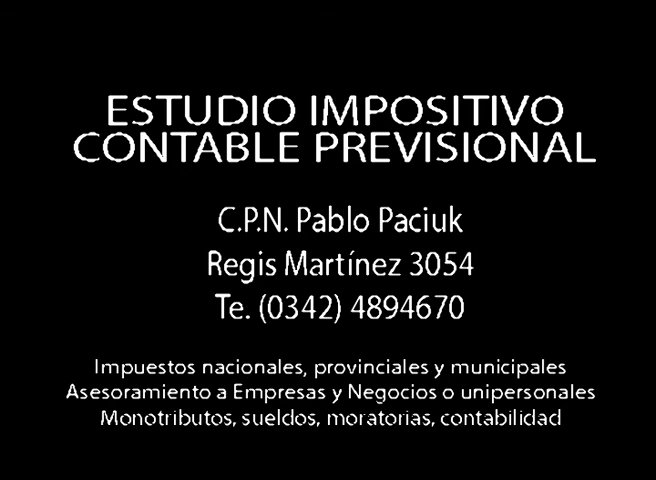 ESTUDIO IMPOSITIVO
CONTABLE PREVISIONAL
C.P.N. Pablo Paciuk
Regis Martínez 3054
Te. (0342) 4894670
Impuestos nacionales, provinciales y municipales
Asesoramiento a Empresas y Negocios o unipersonales
Monotributos, sueldos, moratorias, contabilidad